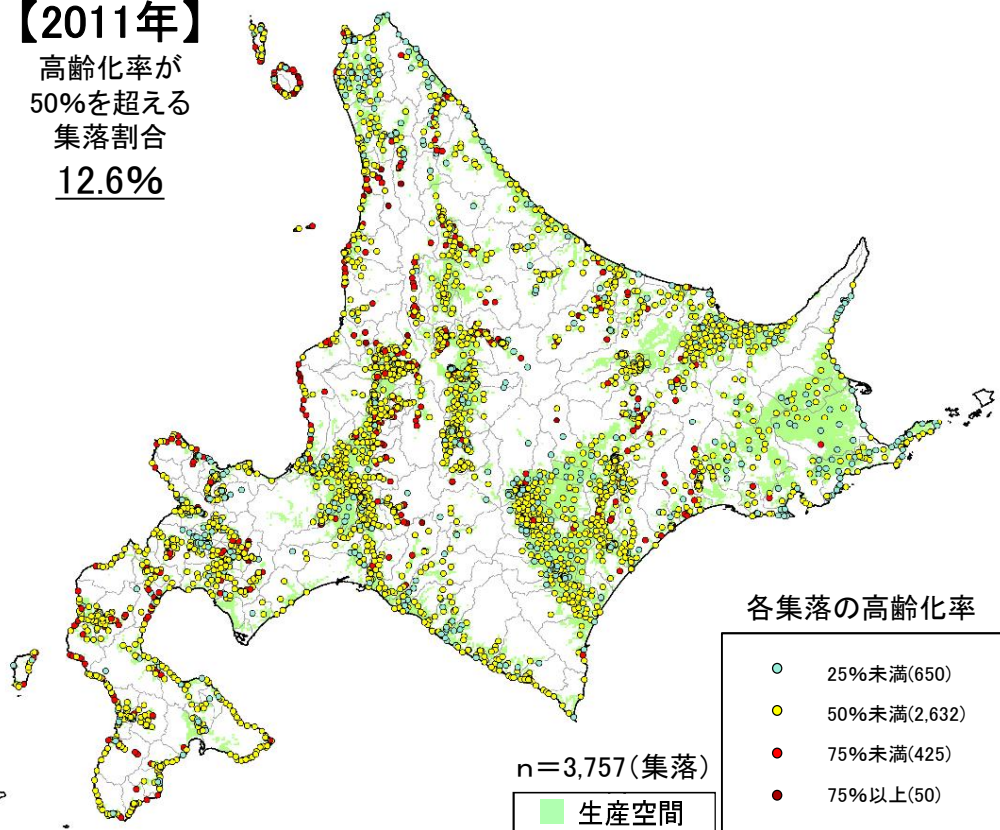 【2011年】
高齢化率が
50%を超える
集落割合
12.6%
各集落の高齢化率
25%未満(650)
50%未満(2,632)
75%未満(425)
75%以上(50)
n＝3,757(集落)
生産空間